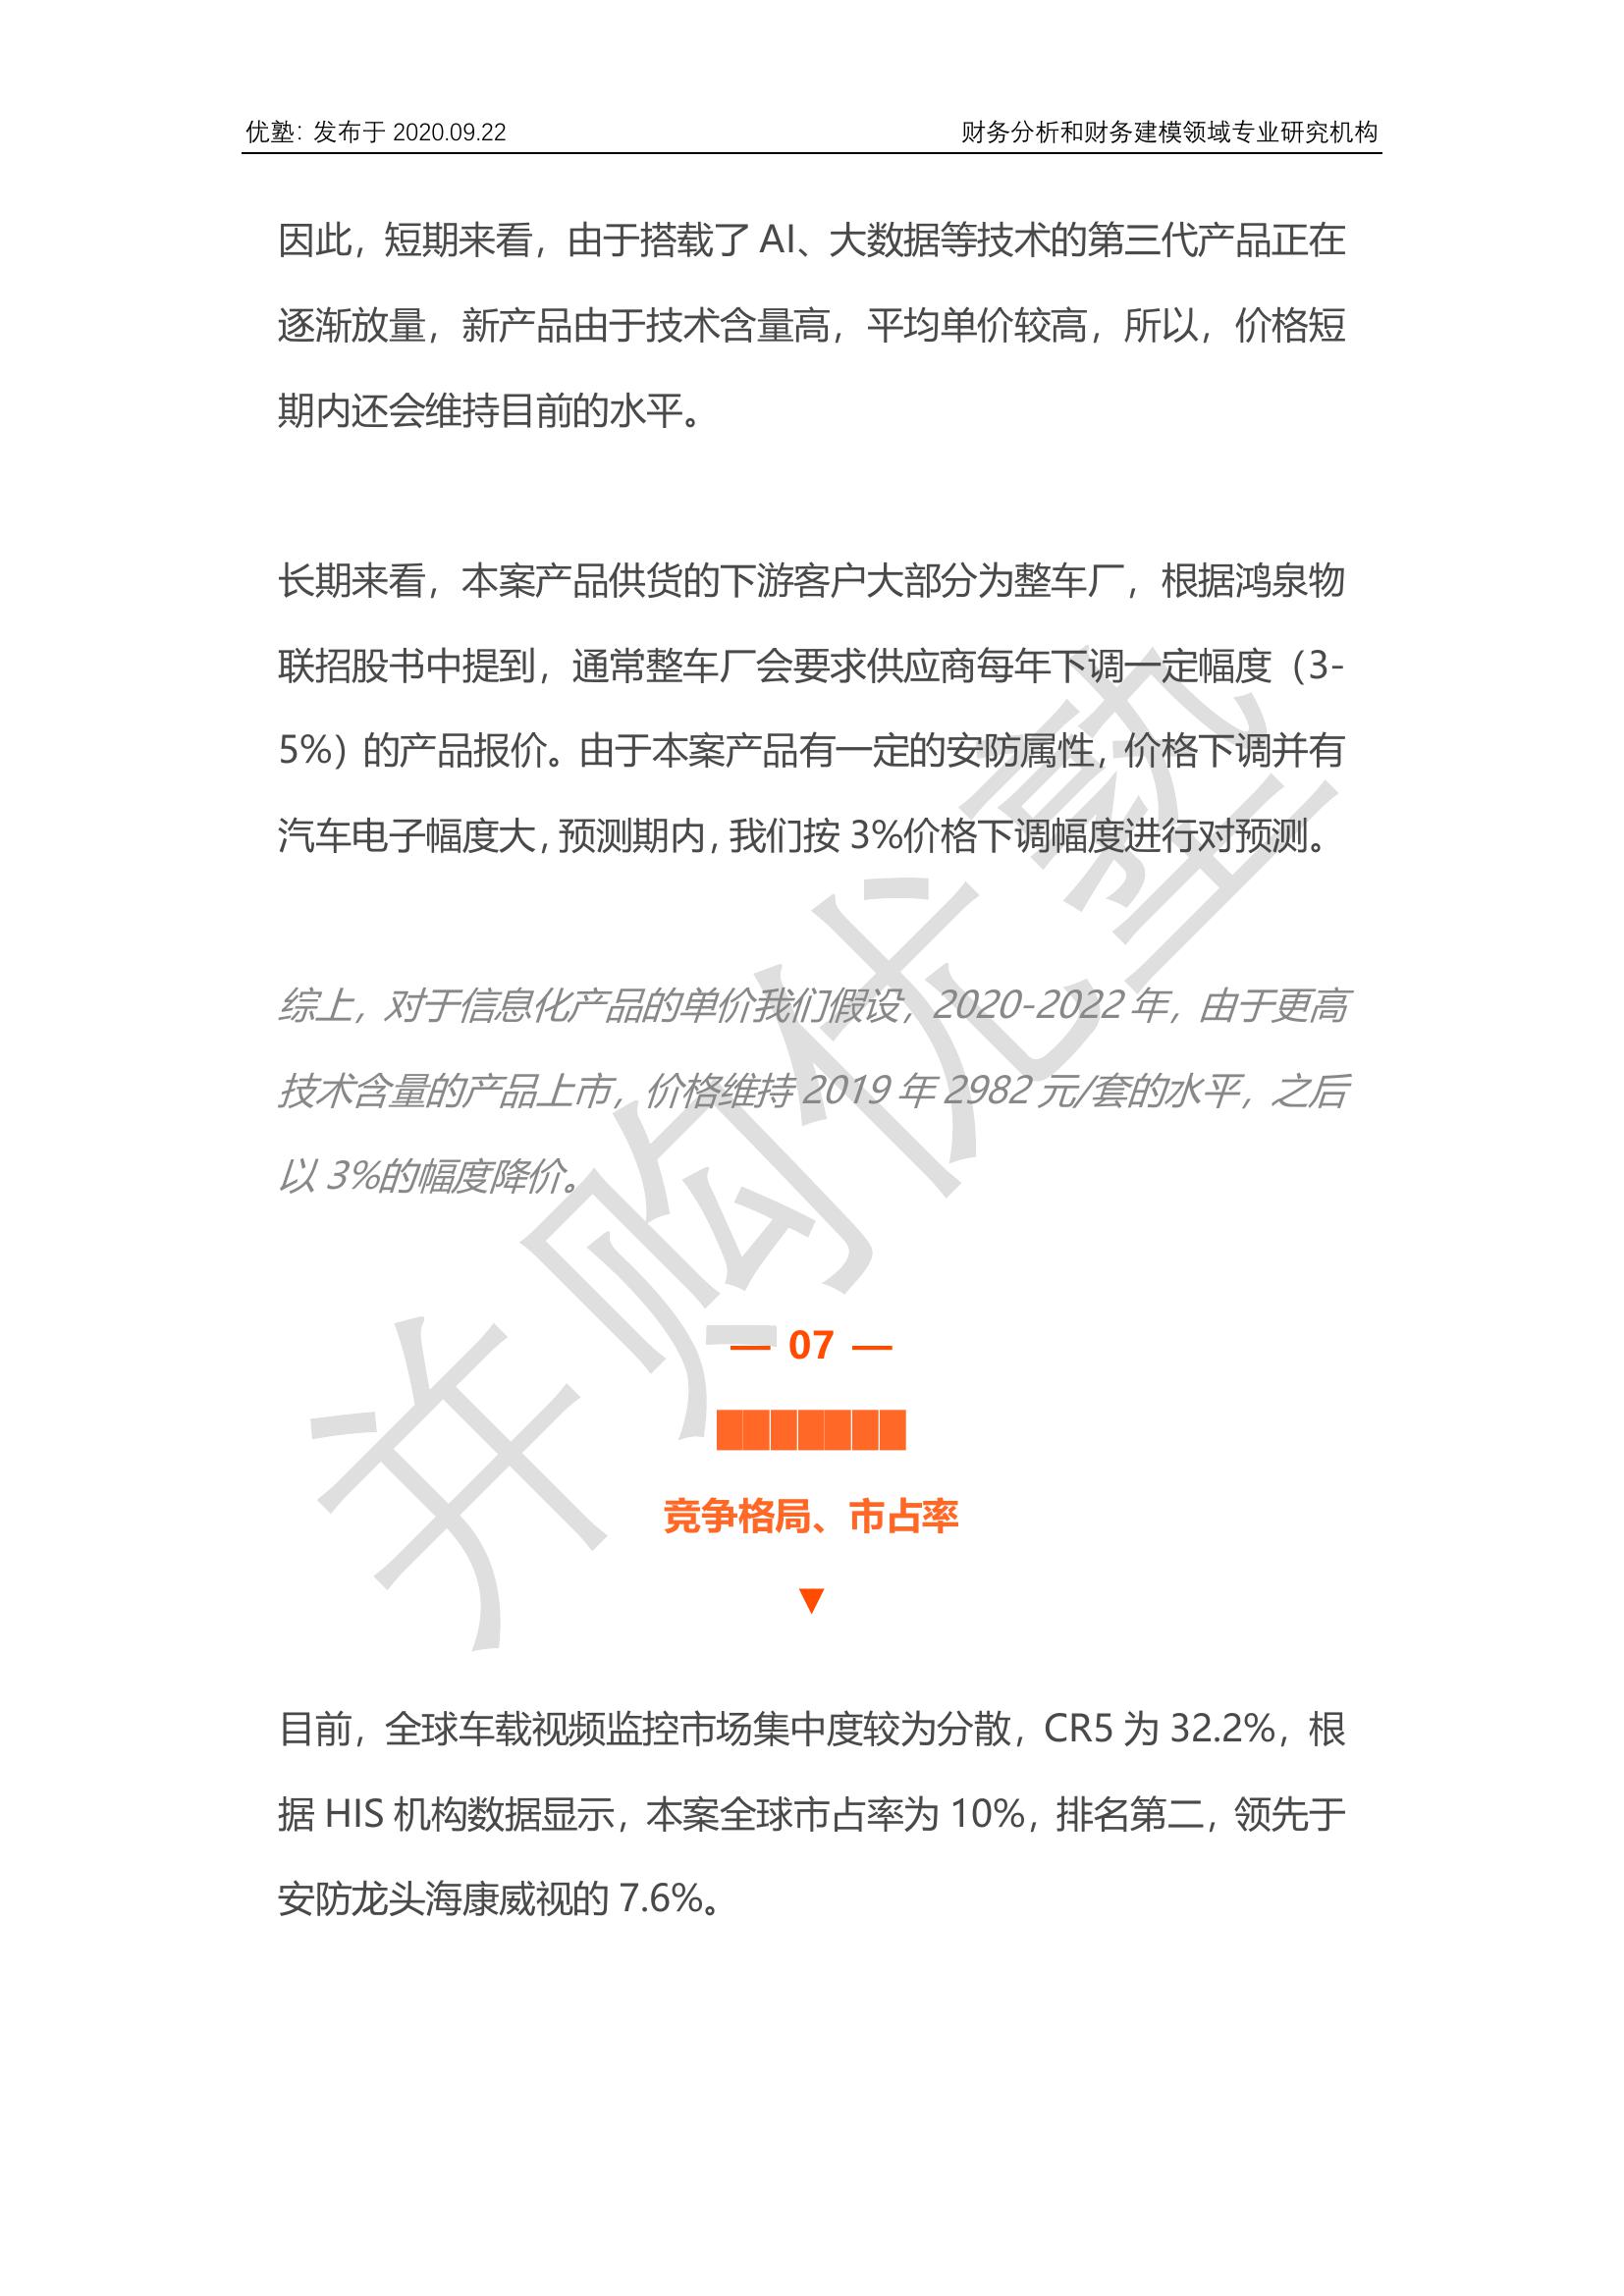 优塾：发布于 2020.09.22
财务分析和财务建模领域专业研究机构
因此，短期来看，由于搭载了 AI、大数据等技术的第三代产品正在
逐渐放量，新产品由于技术含量高，平均单价较高，所以，价格短
期内还会维持目前的水平。
长期来看，本案产品供货的下游客户大部分为整车厂，根据鸿泉物
联招股书中提到，通常整车厂会要求供应商每年下调一定幅度（3-
5%）的产品报价。由于本案产品有一定的安防属性，价格下调并有
汽车电子幅度大，预测期内，我们按 3%价格下调幅度进行对预测。
综上，对于信息化产品的单价我们假设，2020-2022 年，由于更高
技术含量的产品上市，价格维持 2019 年 2982 元/套的水平，之后
以 3%的幅度降价。
— 07 —
███████
竞争格局、市占率
▼
目前，全球车载视频监控市场集中度较为分散，CR5 为 32.2%，根
据 HIS 机构数据显示，本案全球市占率为 10%，排名第二，领先于
安防龙头海康威视的 7.6%。
并购优塾